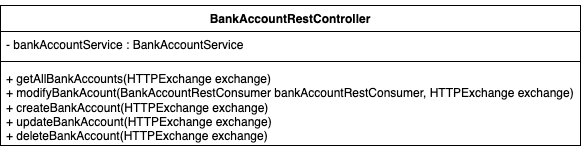 BankAccountRestController
- bankAccountService : BankAccountService
+ getAllBankAccounts(HTTPExchange exchange)
+ modifyBankAcount(BankAccountRestConsumer bankAccountRestConsumer, HTTPExchange exchange)
+ createBankAccount(HTTPExchange exchange)
+ updateBankAccount(HTTPExchange exchange)
+ deleteBankAccount(HTTPExchange exchange)